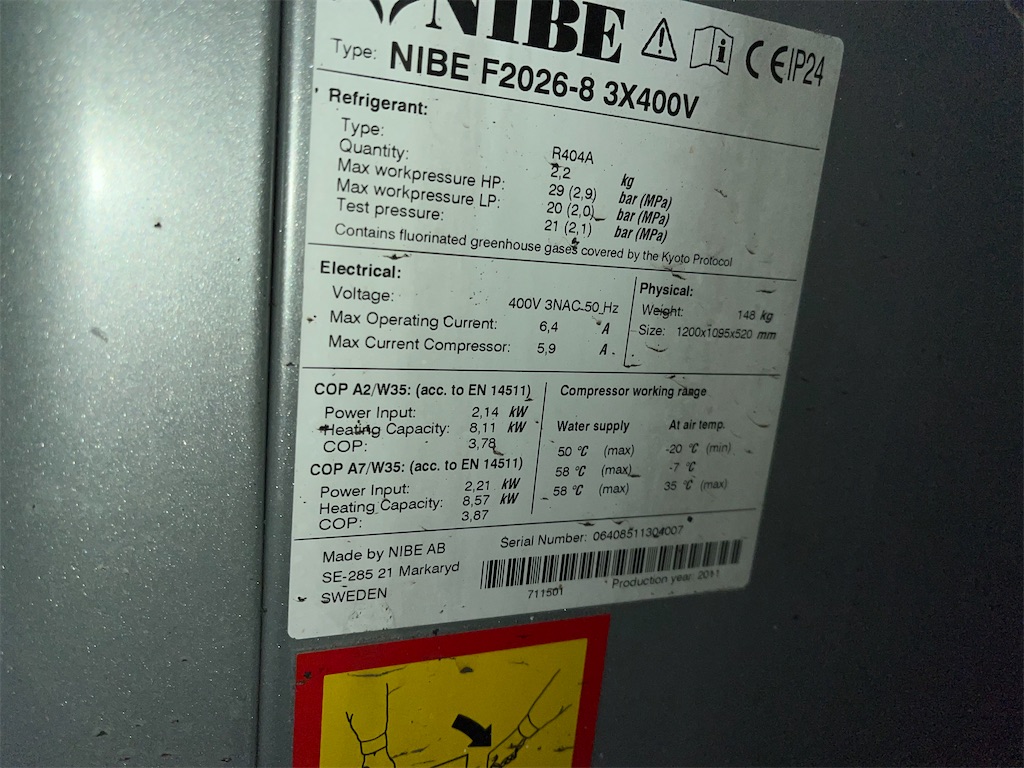 NIBE
CE IP24
Type: NIBE F2026-8 3X400V
Refrigerant:
Type: R404A
Quantity: 2,2 kg
Max workpressure HP: 29 (2,9) bar (MPa)
Max workpressure LP: 20 (2,0) bar (MPa)
Test pressure: 21 (2,1) bar (MPa)
Contains fluorinated greenhouse gases covered by the Kyoto Protocol
Electrical:
Voltage: 400V 3NAC 50 Hz
Max Operating Current: 6,4 A
Max Current Compressor: 5,9 A
Physical:
Weight: 148 kg
Size: 1200x1095x520 mm
COP A2/W35: (acc. to EN 14511)
Power Input: 2,14 kW
Heating Capacity: 8,11 kW
COP: 3,78
COP A7/W35: (acc. to EN 14511)
Power Input: 2,21 kW
Heating Capacity: 8,57 kW
COP: 3,87
Compressor working range
Water supply At air temp.
50 °C (max) -20 °C (min)
58 °C (max) -7 °C
58 °C (max) 35 °C (max)
Made by NIBE AB
SE-285 21 Markaryd
SWEDEN
Serial Number: 06408511304007
711501 Production year: 2011